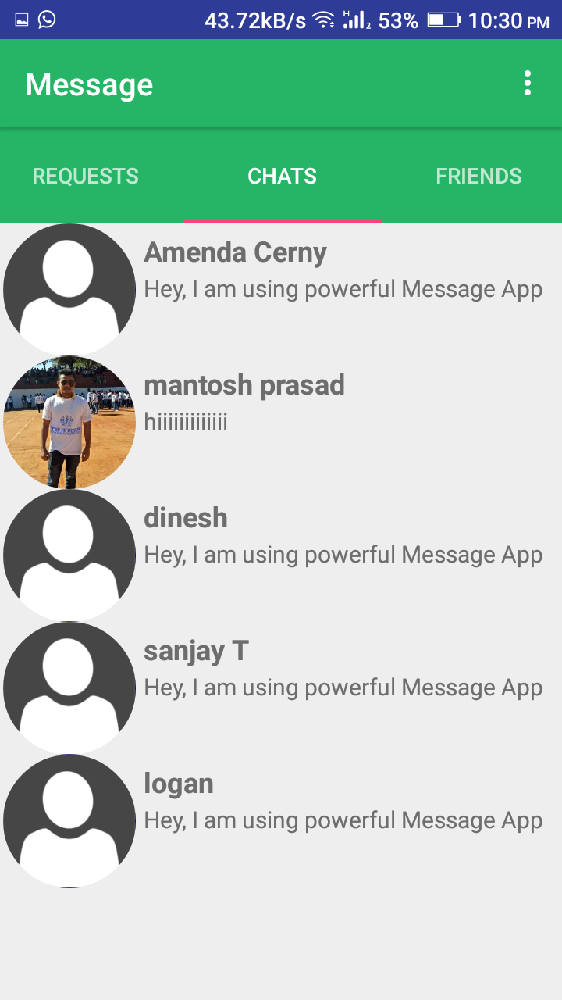 43.72kB/s H 2 53% 10:30 PM
Message
REQUESTS CHATS FRIENDS
Amenda Cerny
Hey, I am using powerful Message App
mantosh prasad
hiiiiiiiiiiiii
dinesh
Hey, I am using powerful Message App
sanjay T
Hey, I am using powerful Message App
logan
Hey, I am using powerful Message App